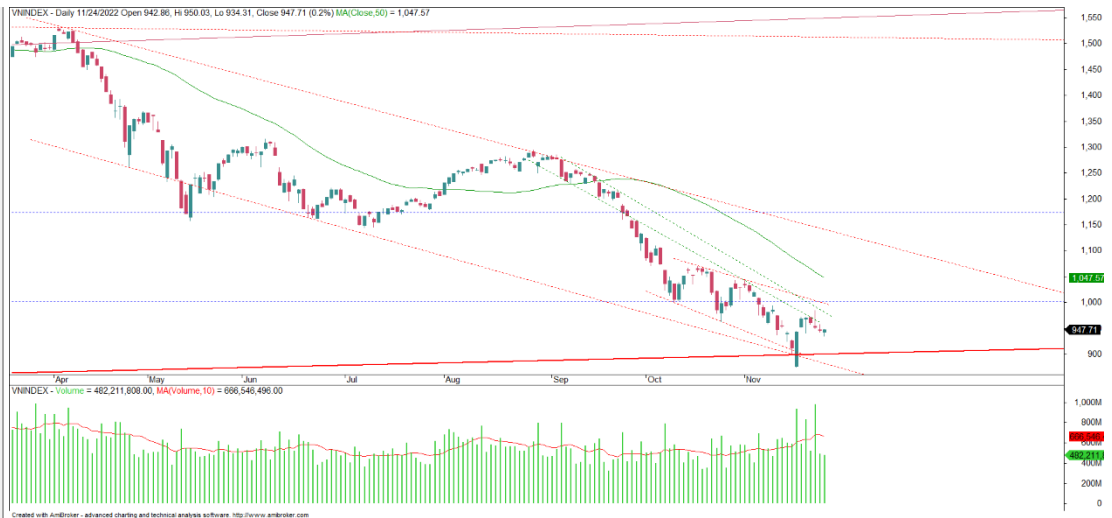 VNINDEX - Daily 11/24/2022 Open 942.86, Hi 950.03, Lo 934.31, Close 947.71 (0.2%) MA(Close,50) = 1,047.57
1,550
1,500
1,450
1,400
1,350
1,300
1,250
1,200
1,150
1,100
1,047.57
1,000
947.71
900
Apr May Jun Jul Aug Sep Oct Nov
VNINDEX - Volume = 482,211,808.00, MA(Volume,10) = 666,546,496.00
1,000M
800M
482,211,8
400M
200M
0
Created with AmiBroker - advanced charting and technical analysis software. http://www.amibroker.com